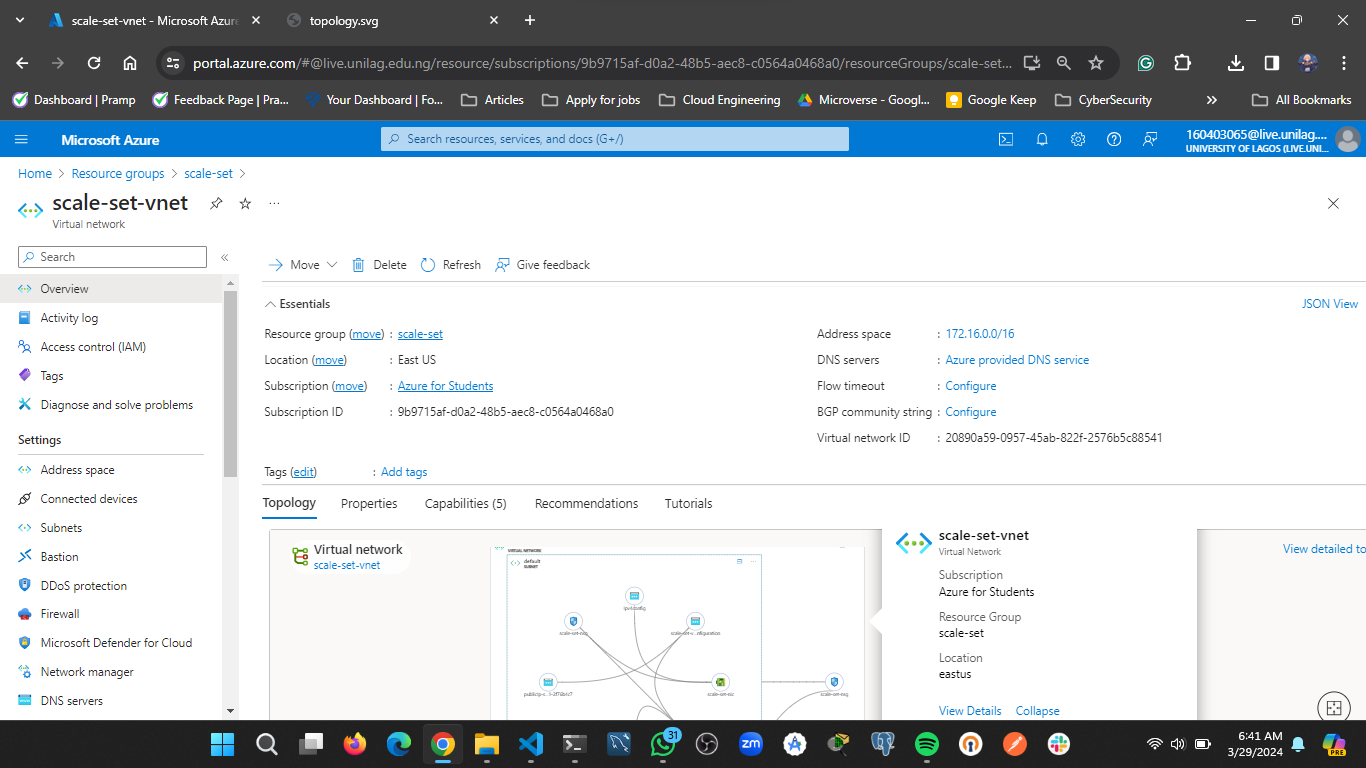 scale-set-vnet - Microsoft Azure
topology.svg
portal.azure.com/#@live.unilag.edu.ng/resource/subscriptions/9b9715af-d0a2-48b5-aec8-c0564a0468a0/resourceGroups/scale-set...
Dashboard | Pramp
Feedback Page | Pra...
Your Dashboard | Fo...
Articles
Apply for jobs
Cloud Engineering
Microverse - Googl...
Google Keep
CyberSecurity
»
All Bookmarks
Microsoft Azure
Search resources, services, and docs (G+/)
160403065@live.unilag....
UNIVERSITY OF LAGOS (LIVE.UNI...
Home > Resource groups > scale-set >
scale-set-vnet
...
Virtual network
Search
«
Move
Delete
Refresh
Give feedback
Overview
Activity log
Access control (IAM)
Tags
Diagnose and solve problems
Settings
Address space
Connected devices
Subnets
Bastion
DDoS protection
Firewall
Microsoft Defender for Cloud
Network manager
DNS servers
Essentials
JSON View
Resource group (move) : scale-set
Location (move) : East US
Subscription (move) : Azure for Students
Subscription ID : 9b9715af-d0a2-48b5-aec8-c0564a0468a0
Address space : 172.16.0.0/16
DNS servers : Azure provided DNS service
Flow timeout : Configure
BGP community string : Configure
Virtual network ID : 20890a59-0957-45ab-822f-2576b5c88541
Tags (edit) : Add tags
Topology
Properties
Capabilities (5)
Recommendations
Tutorials
Virtual network
scale-set-vnet
VIRTUAL NETWORK
default
SUBNET
ipv4config
scale-set-nsg
scale-set-v...nfiguration
scale-set-nic
scale-set-nsg
scale-set-vnet
Virtual Network
Subscription
Azure for Students
Resource Group
scale-set
Location
eastus
View Details
Collapse
View detailed to
31
zm
6:41 AM
3/29/2024
PRE